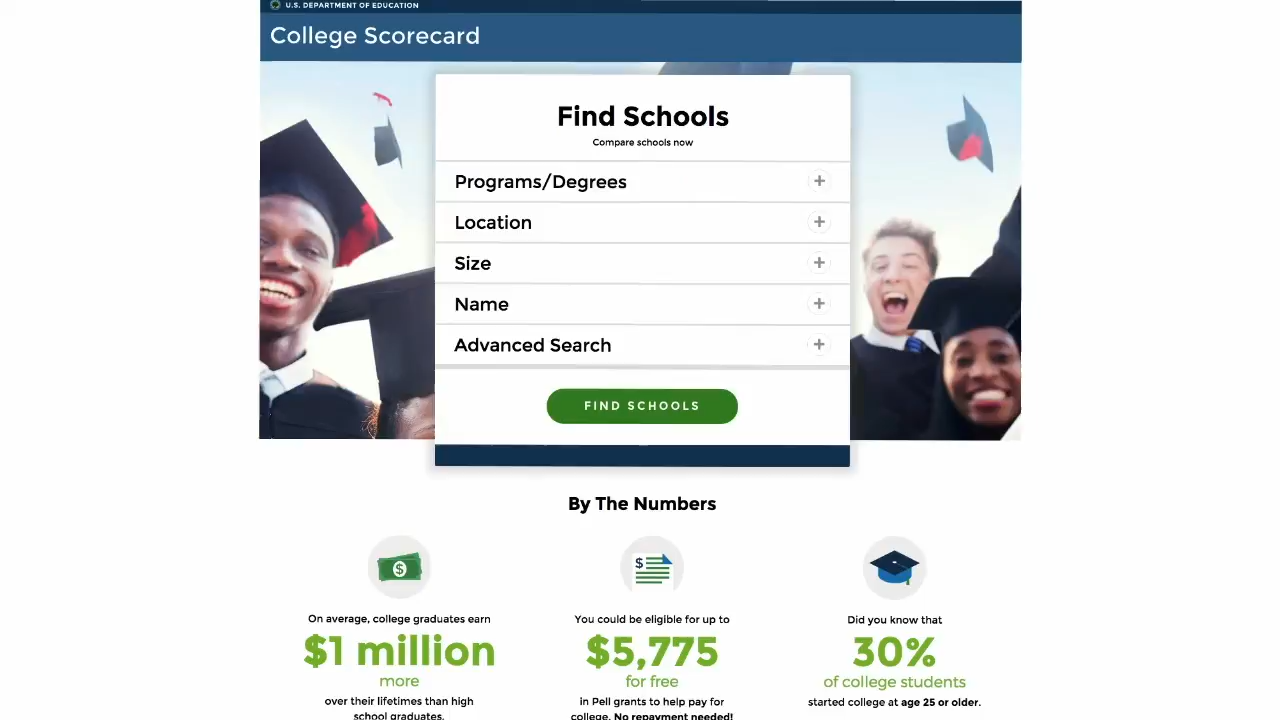 U.S. DEPARTMENT OF EDUCATION
College Scorecard
Find Schools
Compare schools now
Programs/Degrees
Location
Size
Name
Advanced Search
FIND SCHOOLS
By The Numbers
On average, college graduates earn
$1 million
more
over their lifetimes than high
school graduates.
You could be eligible for up to
$5,775
for free
in Pell grants to help pay for
college. No repayment needed!
Did you know that
30%
of college students
started college at age 25 or older.